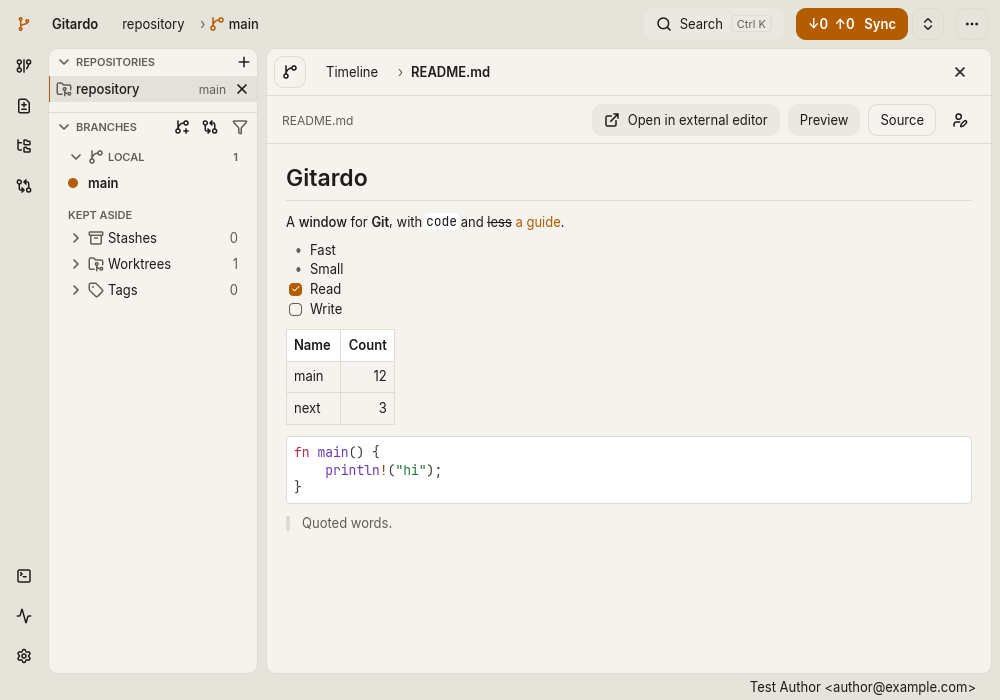 Gitardo repository › main Search Ctrl K ↓0 ↑0 Sync
REPOSITORIES
repository main
BRANCHES
LOCAL 1
main
KEPT ASIDE
Stashes 0
Worktrees 1
Tags 0
Timeline › README.md
README.md Open in external editor Preview Source
Gitardo
A window for Git, with code and less a guide.
• Fast
• Small
Read
Write
Name Count
main 12
next 3
fn main() {
    println!("hi");
}
Quoted words.
Test Author <author@example.com>